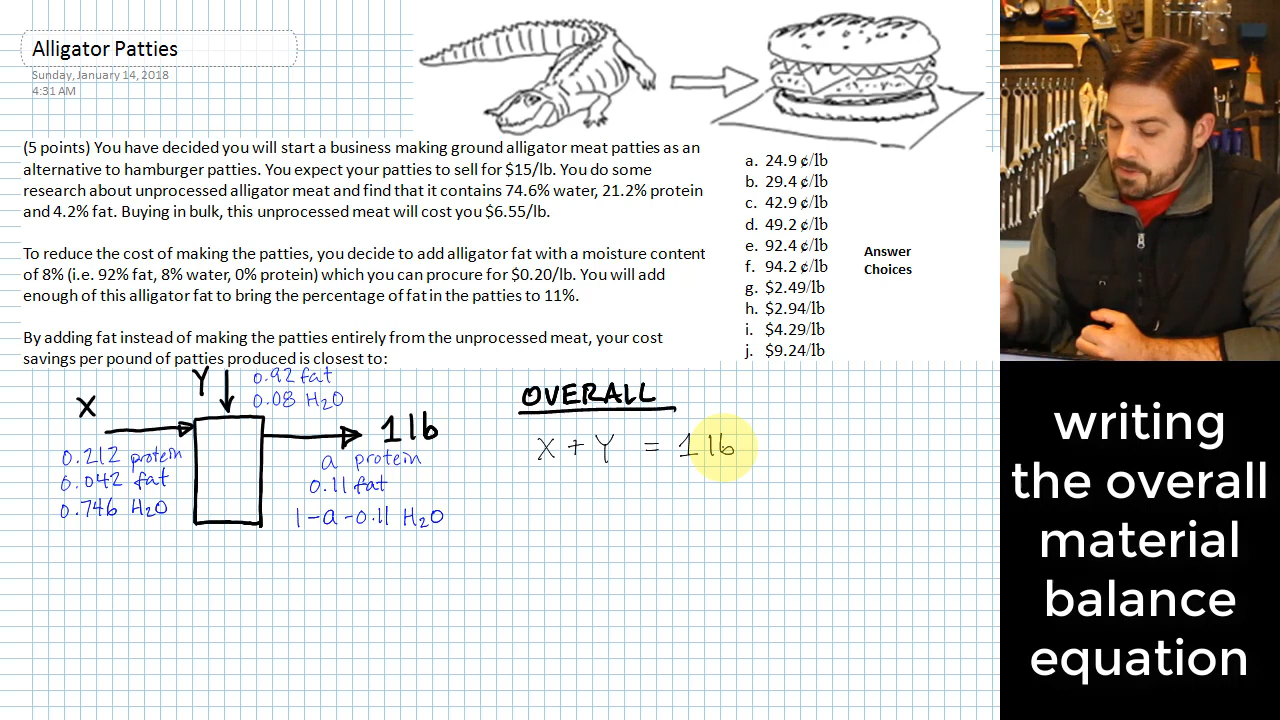 Alligator Patties
Sunday, January 14, 2018
4:31 AM
(5 points) You have decided you will start a business making ground alligator meat patties as an
alternative to hamburger patties. You expect your patties to sell for $15/lb. You do some
research about unprocessed alligator meat and find that it contains 74.6% water, 21.2% protein
and 4.2% fat. Buying in bulk, this unprocessed meat will cost you $6.55/lb.
To reduce the cost of making the patties, you decide to add alligator fat with a moisture content
of 8% (i.e. 92% fat, 8% water, 0% protein) which you can procure for $0.20/lb. You will add
enough of this alligator fat to bring the percentage of fat in the patties to 11%.
By adding fat instead of making the patties entirely from the unprocessed meat, your cost
savings per pound of patties produced is closest to:
a. 24.9 ¢/lb
b. 29.4 ¢/lb
c. 42.9 ¢/lb
d. 49.2 ¢/lb
e. 92.4 ¢/lb
f. 94.2 ¢/lb
g. $2.49/lb
h. $2.94/lb
i. $4.29/lb
j. $9.24/lb
Answer
Choices
X
0.212 protein
0.042 fat
0.746 H2O
Y
0.92 fat
0.08 H2O
1 lb
a protein
0.11 fat
1-a-0.11 H2O
OVERALL
X + Y = 1 lb
writing
the overall
material
balance
equation